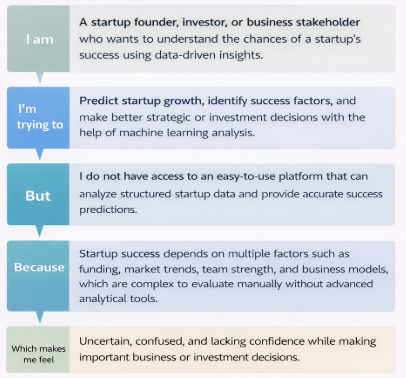 I am
A startup founder, investor, or business stakeholder
who wants to understand the chances of a startup's
success using data-driven insights.
I'm
trying to
Predict startup growth, identify success factors, and
make better strategic or investment decisions with the
help of machine learning analysis.
But
I do not have access to an easy-to-use platform that can
analyze structured startup data and provide accurate success
predictions.
Because
Startup success depends on multiple factors such as
funding, market trends, team strength, and business models,
which are complex to evaluate manually without advanced
analytical tools.
Which makes
me feel
Uncertain, confused, and lacking confidence while making
important business or investment decisions.